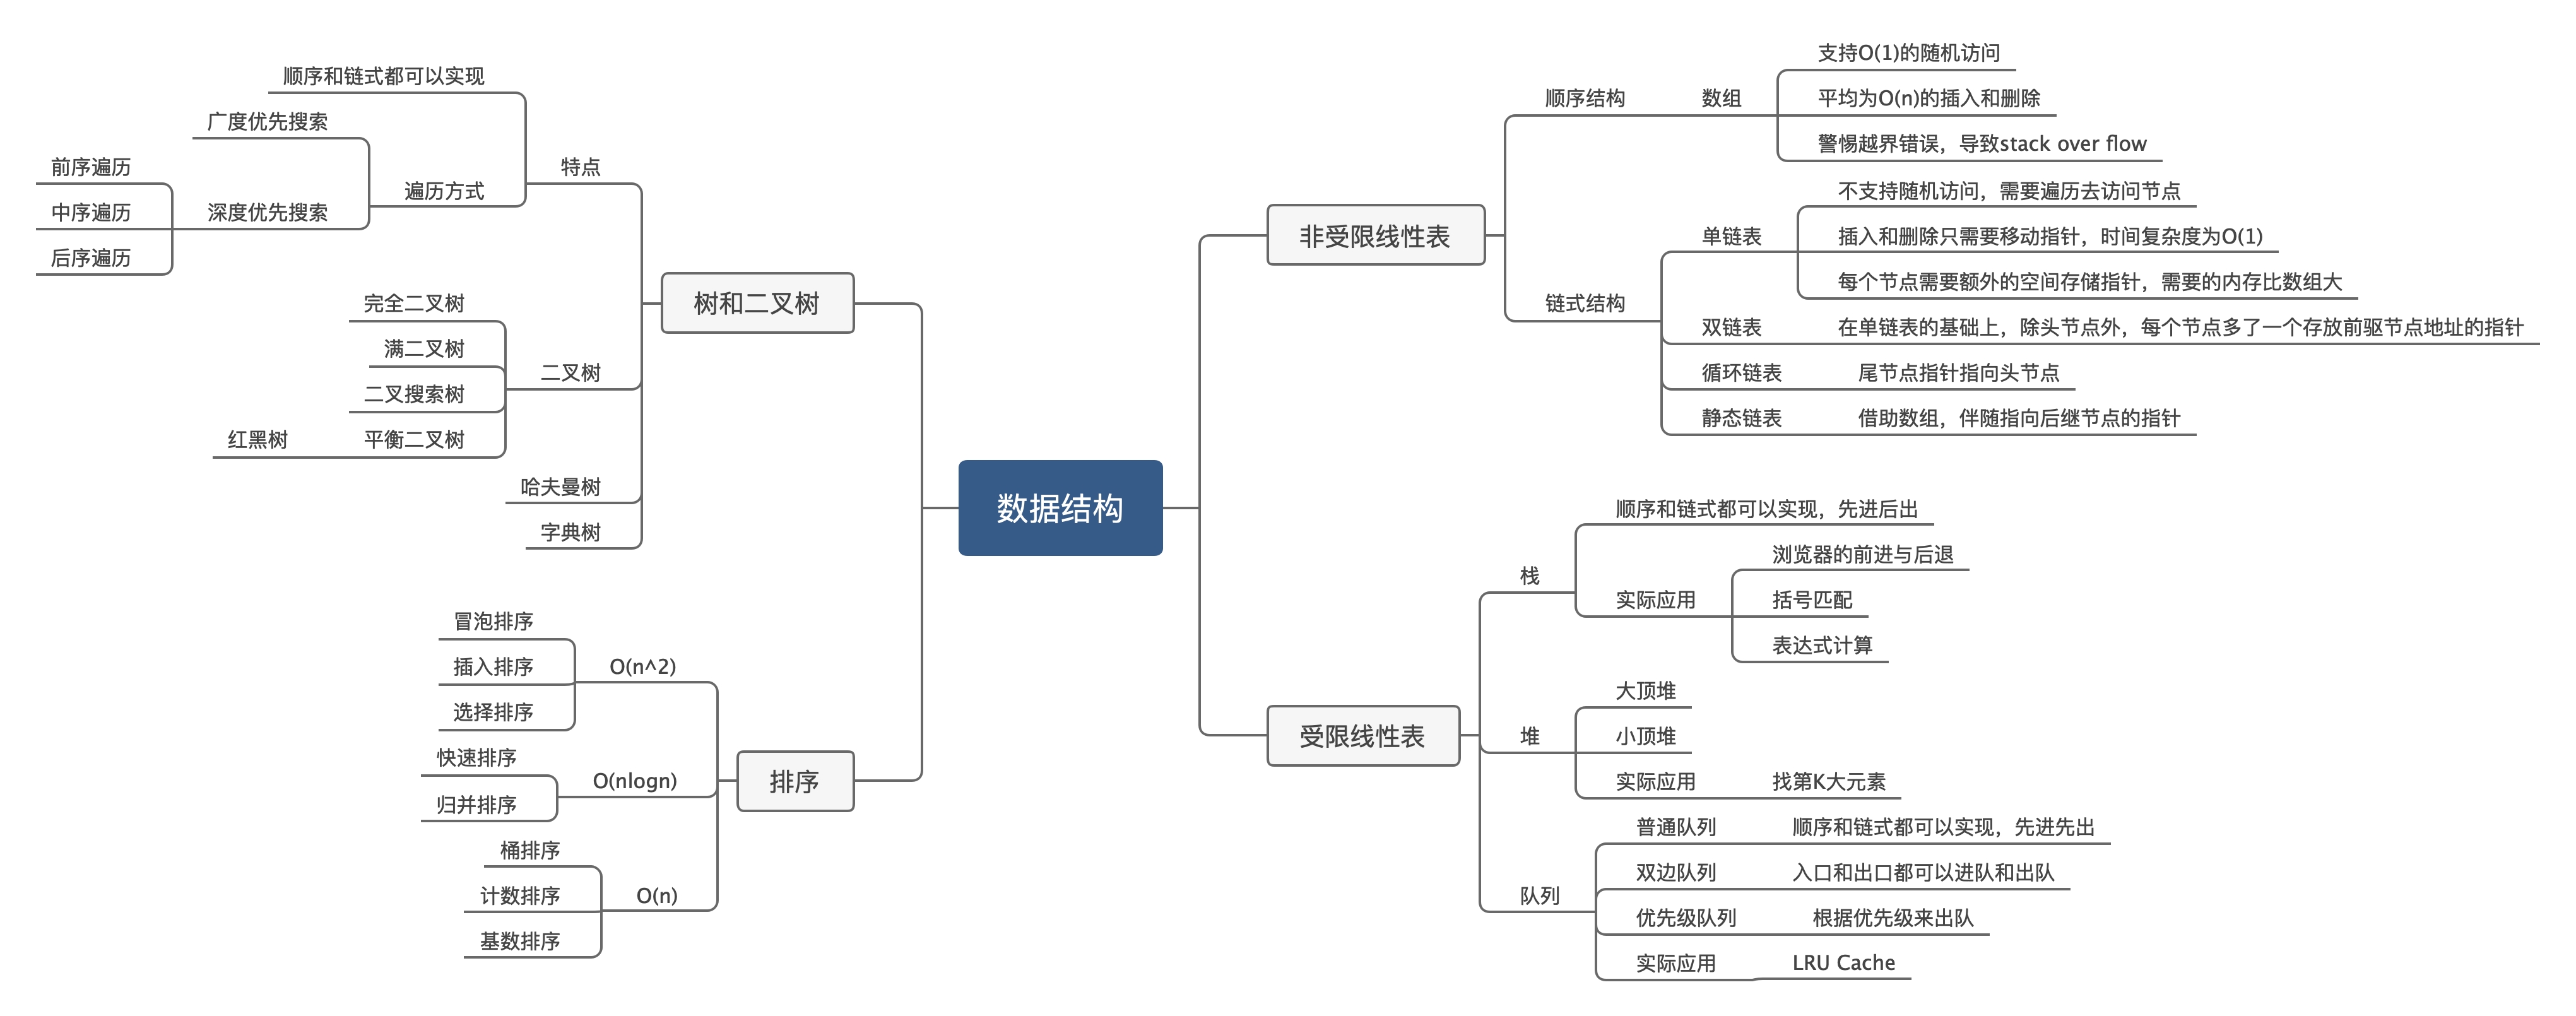 数据结构
非受限线性表
顺序结构
数组
支持O(1)的随机访问
平均为O(n)的插入和删除
警惕越界错误，导致stack over flow
链式结构
单链表
不支持随机访问，需要遍历去访问节点
插入和删除只需要移动指针，时间复杂度为O(1)
每个节点需要额外的空间存储指针，需要的内存比数组大
双链表
在单链表的基础上，除头节点外，每个节点多了一个存放前驱节点地址的指针
循环链表
尾节点指针指向头节点
静态链表
借助数组，伴随指向后继节点的指针
受限线性表
栈
顺序和链式都可以实现，先进后出
实际应用
浏览器的前进与后退
括号匹配
表达式计算
堆
大顶堆
小顶堆
实际应用
找第K大元素
队列
普通队列
顺序和链式都可以实现，先进先出
双边队列
入口和出口都可以进队和出队
优先级队列
根据优先级来出队
实际应用
LRU Cache
树和二叉树
特点
顺序和链式都可以实现
遍历方式
广度优先搜索
深度优先搜索
前序遍历
中序遍历
后序遍历
二叉树
完全二叉树
满二叉树
二叉搜索树
平衡二叉树
红黑树
哈夫曼树
字典树
排序
O(n^2)
冒泡排序
插入排序
选择排序
O(nlogn)
快速排序
归并排序
O(n)
桶排序
计数排序
基数排序